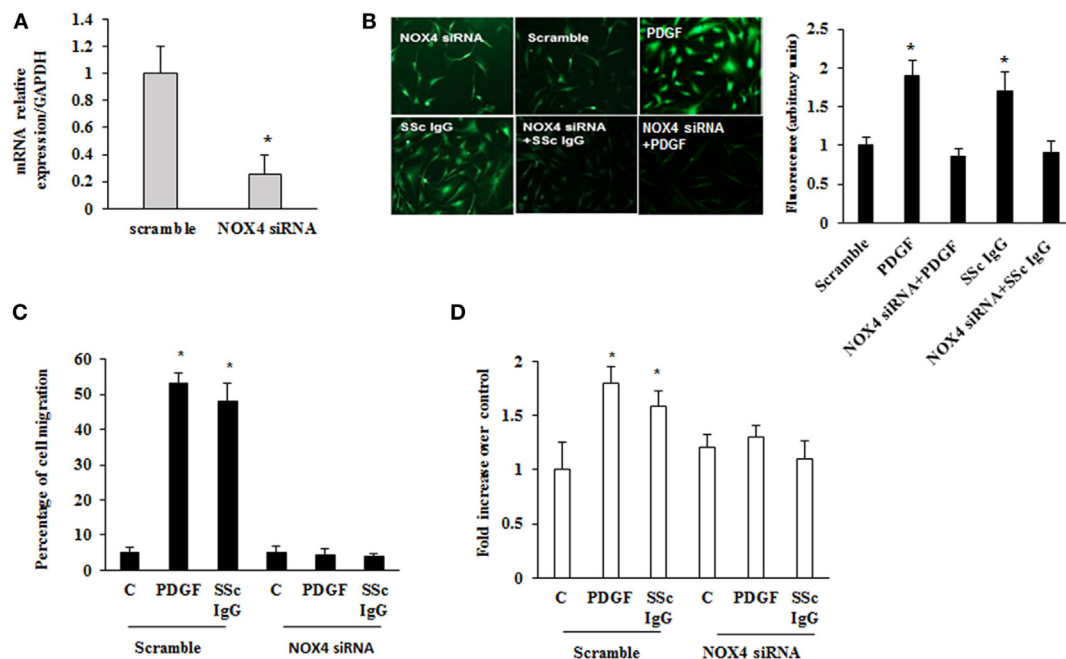 A
mRNA relative
expression/GAPDH
1.4
1.2
1
0.8
0.6
0.4
0.2
0
*
scramble
NOX4 siRNA
B
NOX4 siRNA
Scramble
PDGF
SSc IgG
NOX4 siRNA
+SSc IgG
NOX4 siRNA
+PDGF
Fluorescence (arbitrary units)
2.5
2
1.5
1
0.5
0
*
*
Scramble
PDGF
NOX4 siRNA+PDGF
SSc IgG
NOX4 siRNA+SSc IgG
C
Percentage of cell migration
60
50
40
30
20
10
0
*
*
C
PDGF
SSc
IgG
C
PDGF
SSc
IgG
Scramble
NOX4 siRNA
D
Fold increase over control
2
1.5
1
0.5
0
*
*
C
PDGF
SSc
IgG
C
PDGF
SSc
IgG
Scramble
NOX4 siRNA